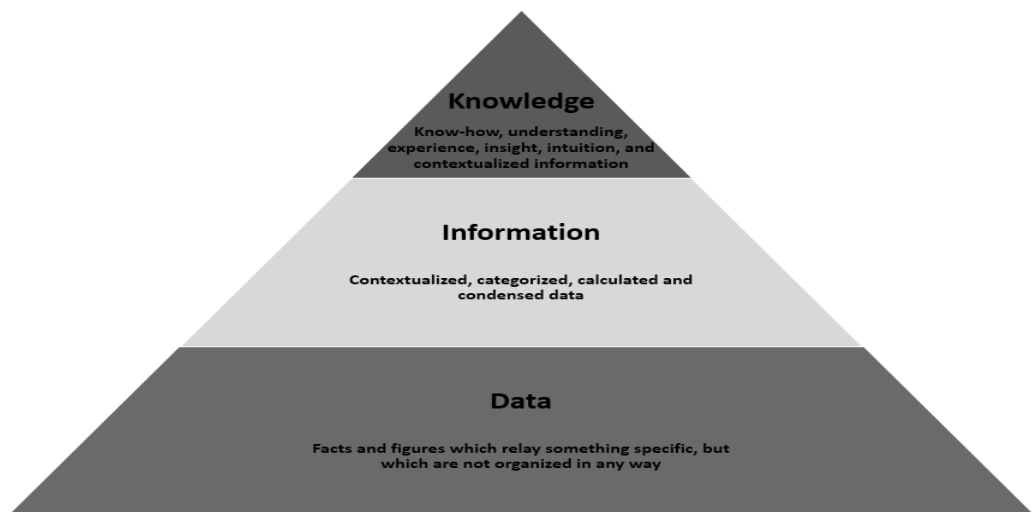 Knowledge
Know-how, understanding,
experience, insight, intuition, and
contextualized information
Information
Contextualized, categorized, calculated and
condensed data
Data
Facts and figures which relay something specific, but
which are not organized in any way